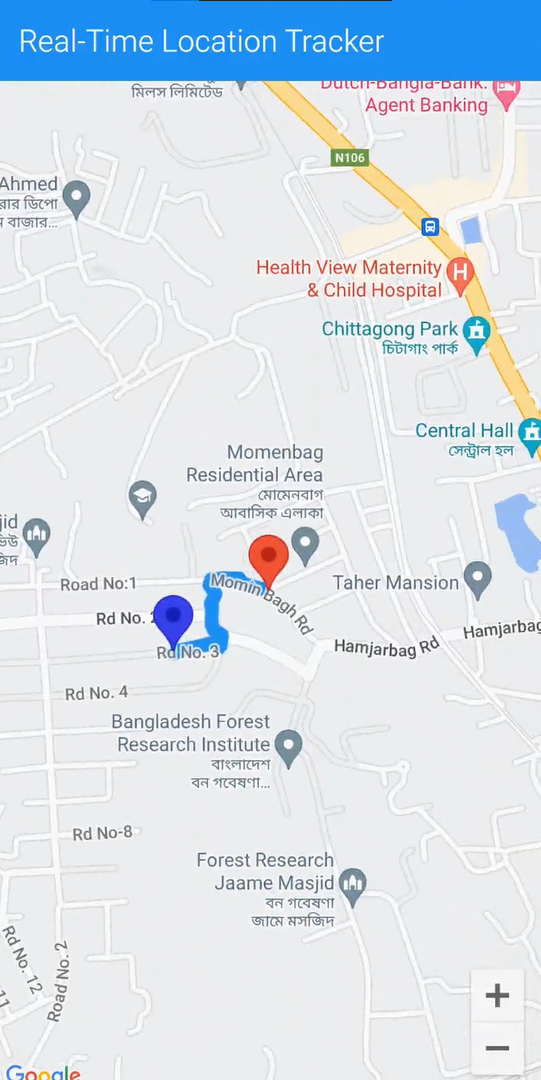 Real-Time Location Tracker
মিলস লিমিটেড
Dutch-Bangla-Bank.
Agent Banking
N106
Ahmed
রার ডিপো
ন বাজার...
Health View Maternity
& Child Hospital
Chittagong Park
চিটাগাং পার্ক
Central Hall
সেন্ট্রাল হল
Momenbag
Residential Area
মোমেনবাগ
আবাসিক এলাকা
jid
ভিউ
জিদ
Road No:1
Momin Bagh Rd
Taher Mansion
Rd No. 2
Rd No. 3
Hamjarbag Rd
Hamjarbag
Rd No. 4
Bangladesh Forest
Research Institute
বাংলাদেশ
বন গবেষণা...
Rd No-8
Forest Research
Jaame Masjid
বন গবেষণা
জামে মসজিদ
Rd No. 12
Road No. 2
11
+
−
Google